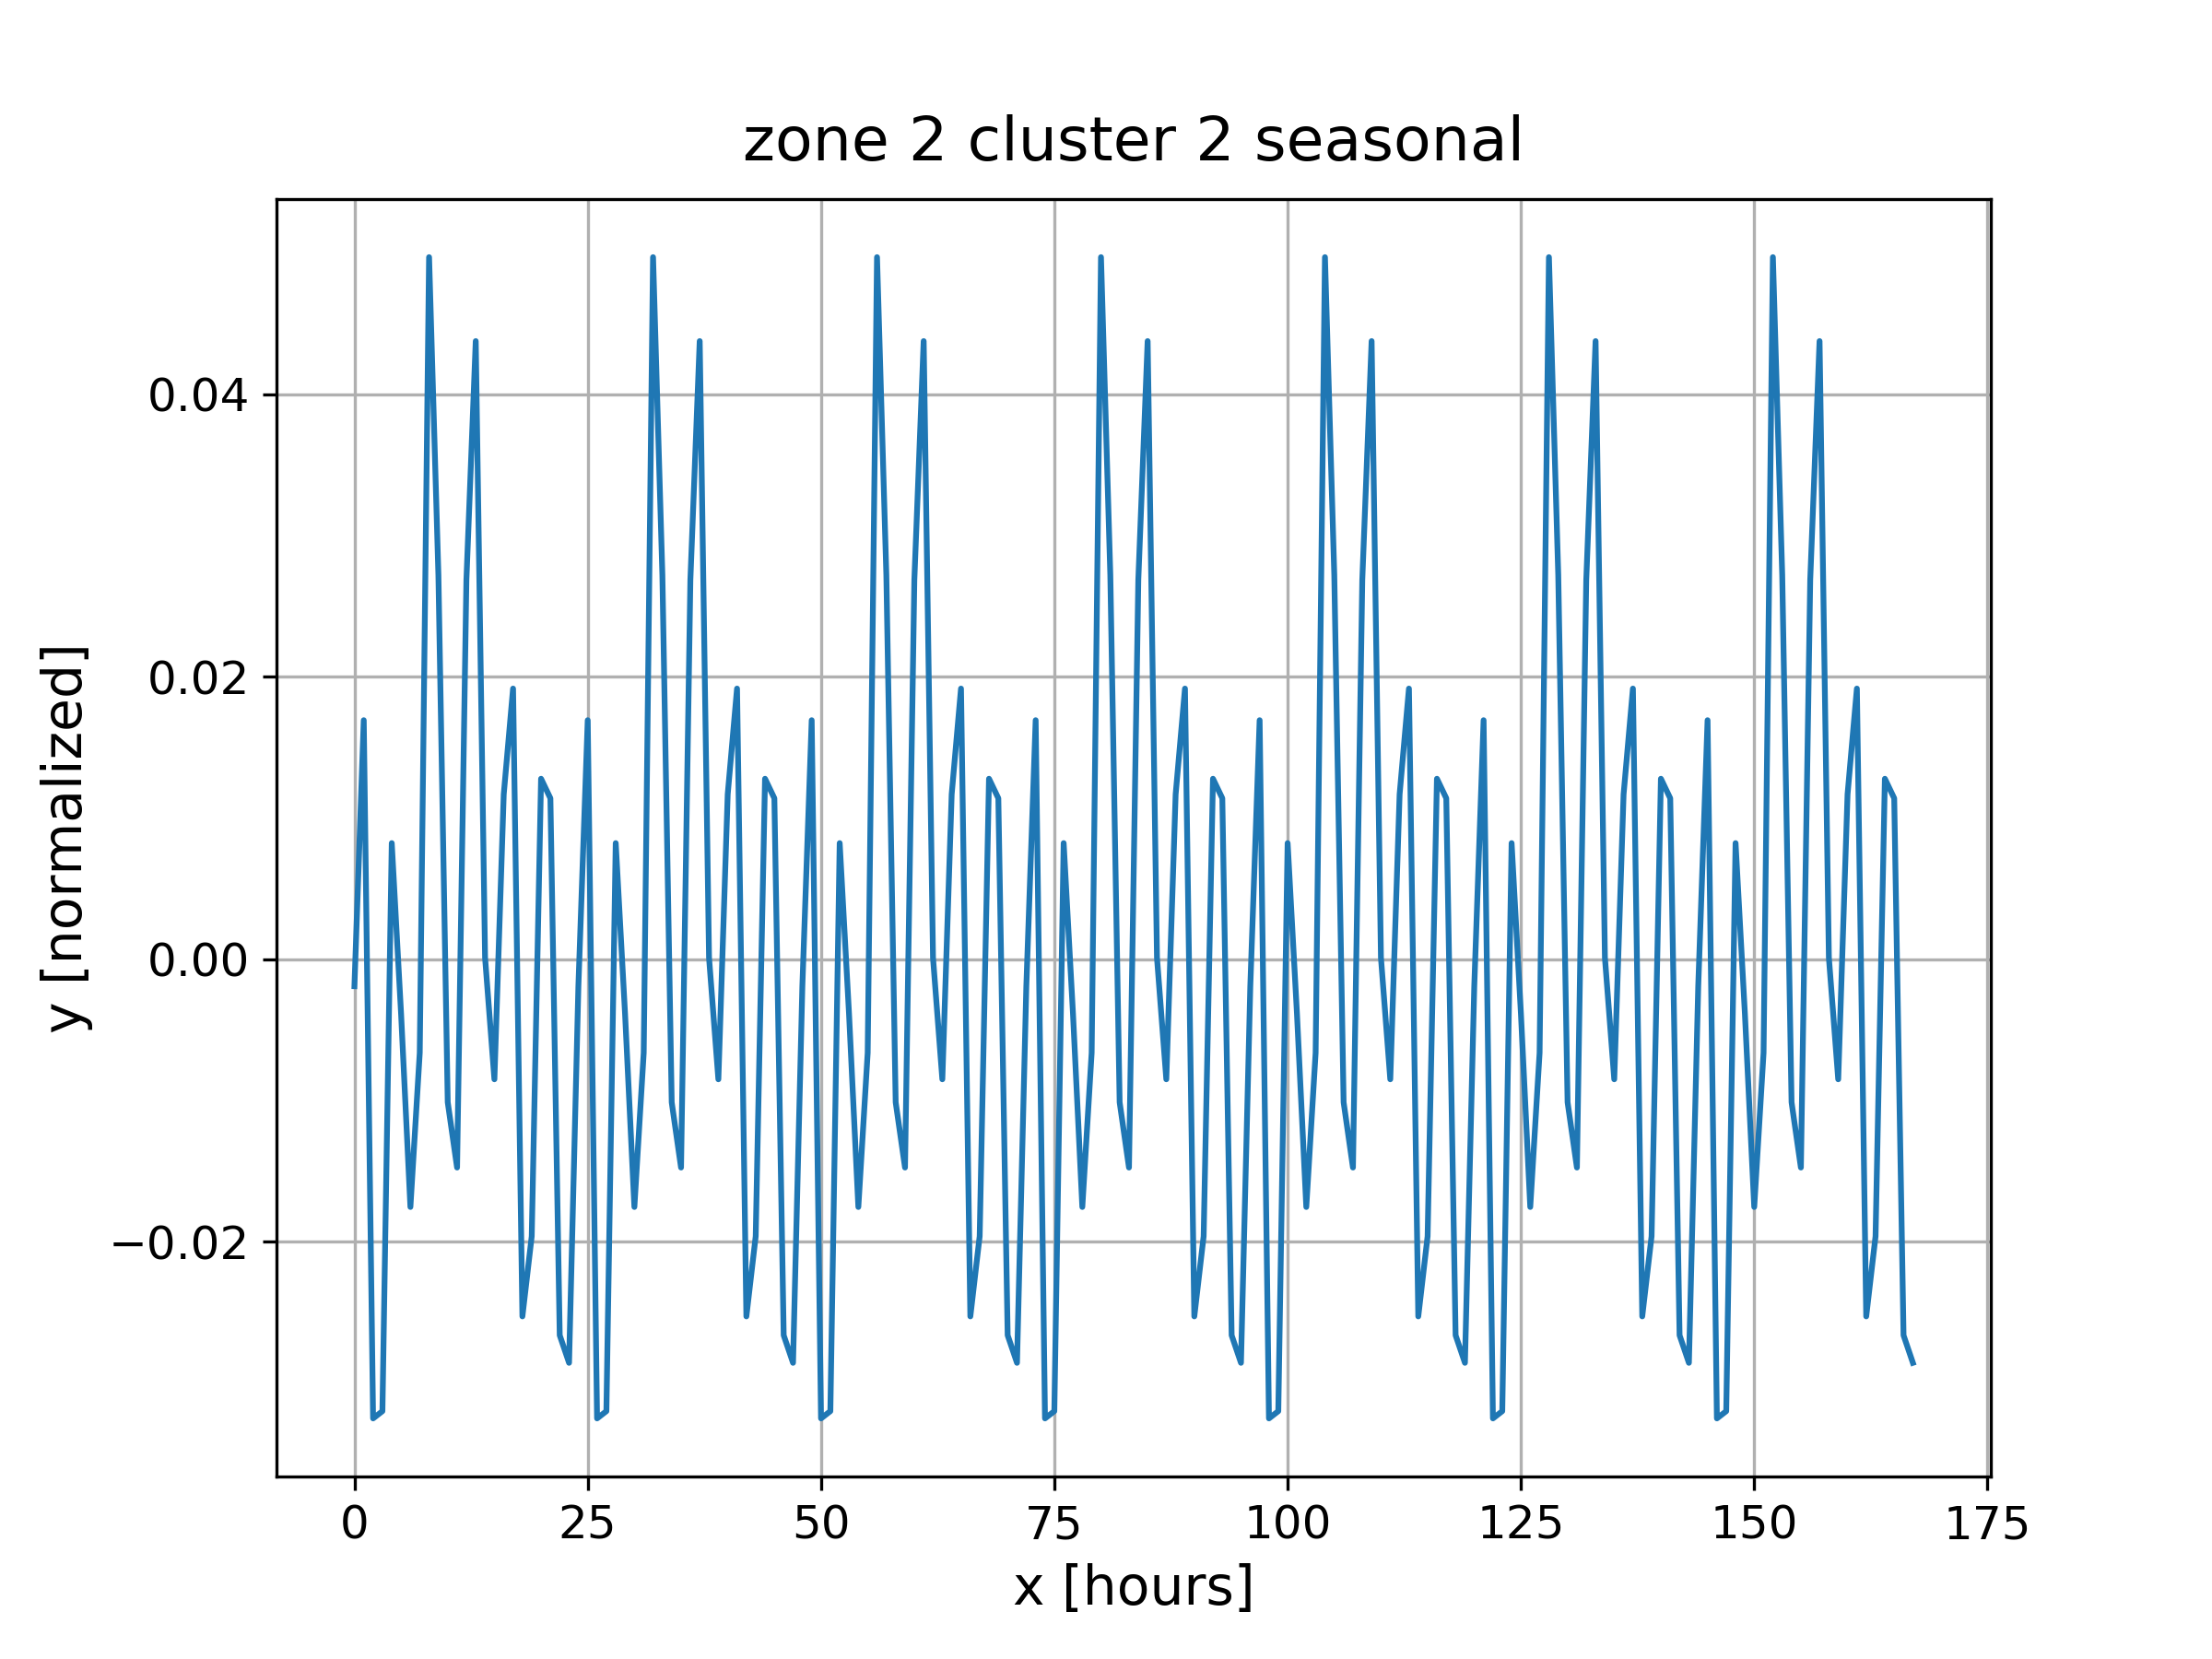 zone 2 cluster 2 seasonal
y [normalized]
0.04
0.02
0.00
−0.02
0 25 50 75 100 125 150 175
x [hours]